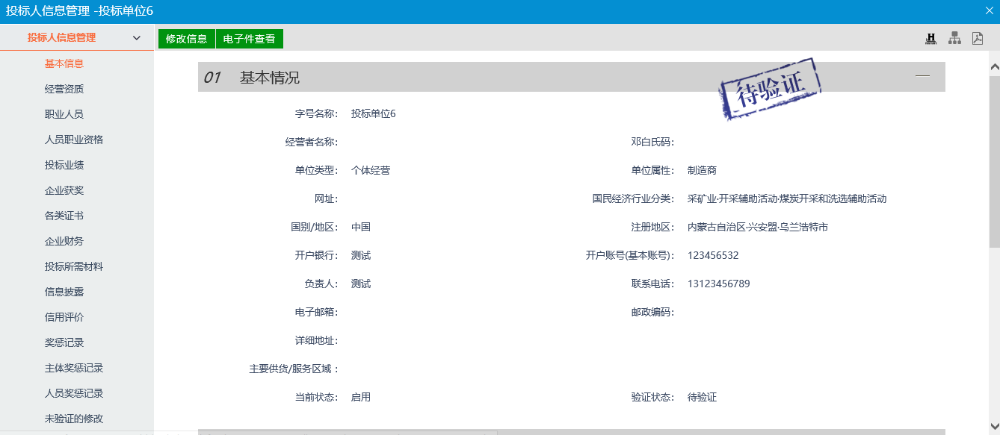 投标人信息管理 -投标单位6
投标人信息管理
修改信息
电子件查看
HISTORY
基本信息
经营资质
职业人员
人员职业资格
投标业绩
企业获奖
各类证书
企业财务
投标所需材料
信息披露
信用评价
奖惩记录
主体奖惩记录
人员奖惩记录
未验证的修改
01 基本情况
待验证
字号名称： 投标单位6
经营者名称： 邓白氏码：
单位类型： 个体经营 单位属性： 制造商
网址： 国民经济行业分类： 采矿业·开采辅助活动·煤炭开采和洗选辅助活动
国别/地区： 中国 注册地区： 内蒙古自治区·兴安盟·乌兰浩特市
开户银行： 测试 开户账号(基本账号)： 123456532
负责人： 测试 联系电话： 13123456789
电子邮箱： 邮政编码：
详细地址：
主要供货/服务区域 ：
当前状态： 启用 验证状态： 待验证